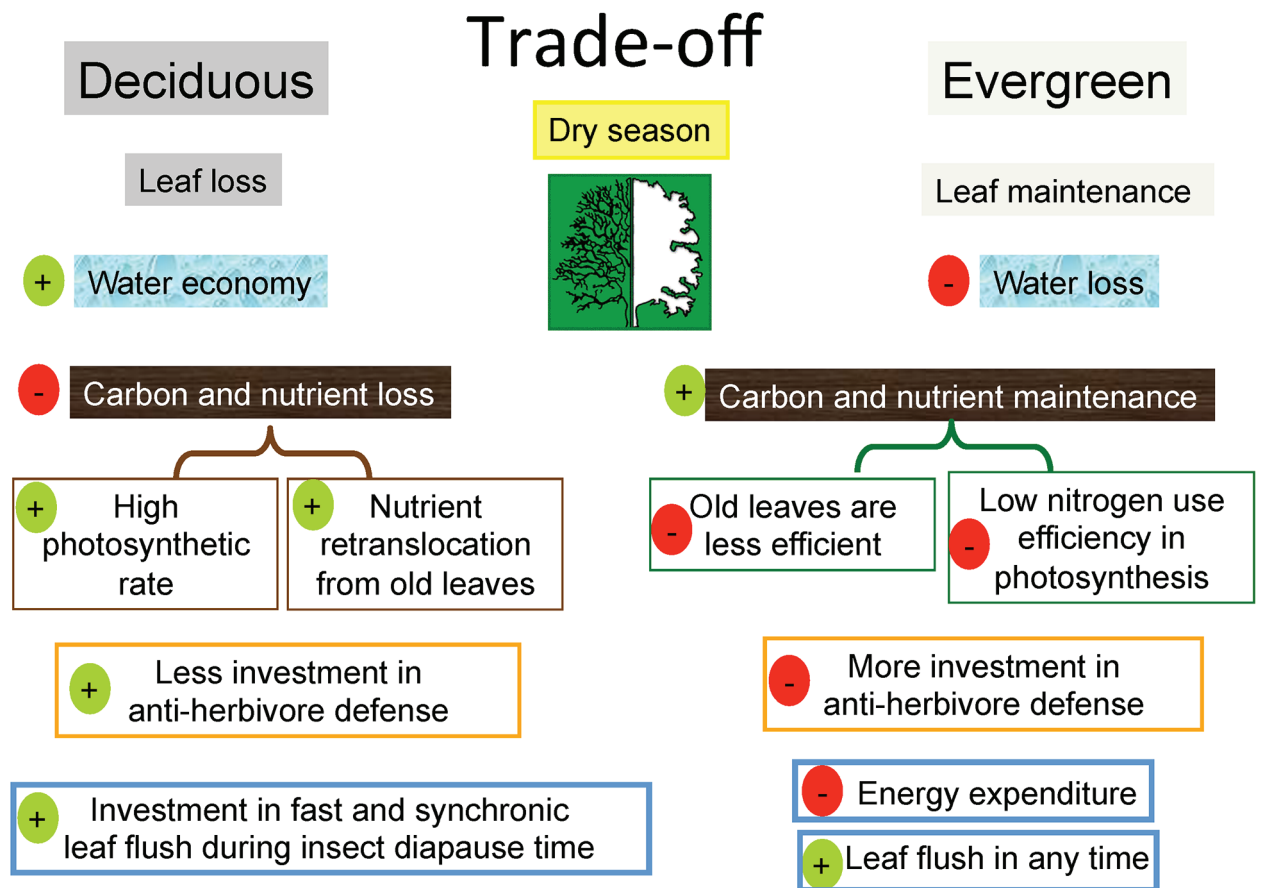 Trade-off
Deciduous
Evergreen
Dry season
Leaf loss
Leaf maintenance
+ Water economy
- Water loss
- Carbon and nutrient loss
+ Carbon and nutrient maintenance
+ High
photosynthetic
rate
+ Nutrient
retranslocation
from old leaves
- Old leaves are
less efficient
- Low nitrogen use
efficiency in
photosynthesis
+ Less investment in
anti-herbivore defense
- More investment in
anti-herbivore defense
+ Investment in fast and synchronic
leaf flush during insect diapause time
- Energy expenditure
+ Leaf flush in any time